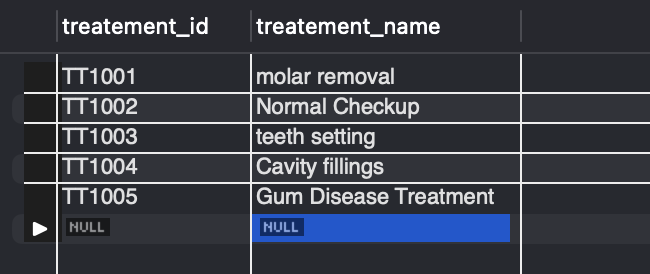 treatement_id treatement_name
TT1001 molar removal
TT1002 Normal Checkup
TT1003 teeth setting
TT1004 Cavity fillings
TT1005 Gum Disease Treatment
NULL NULL